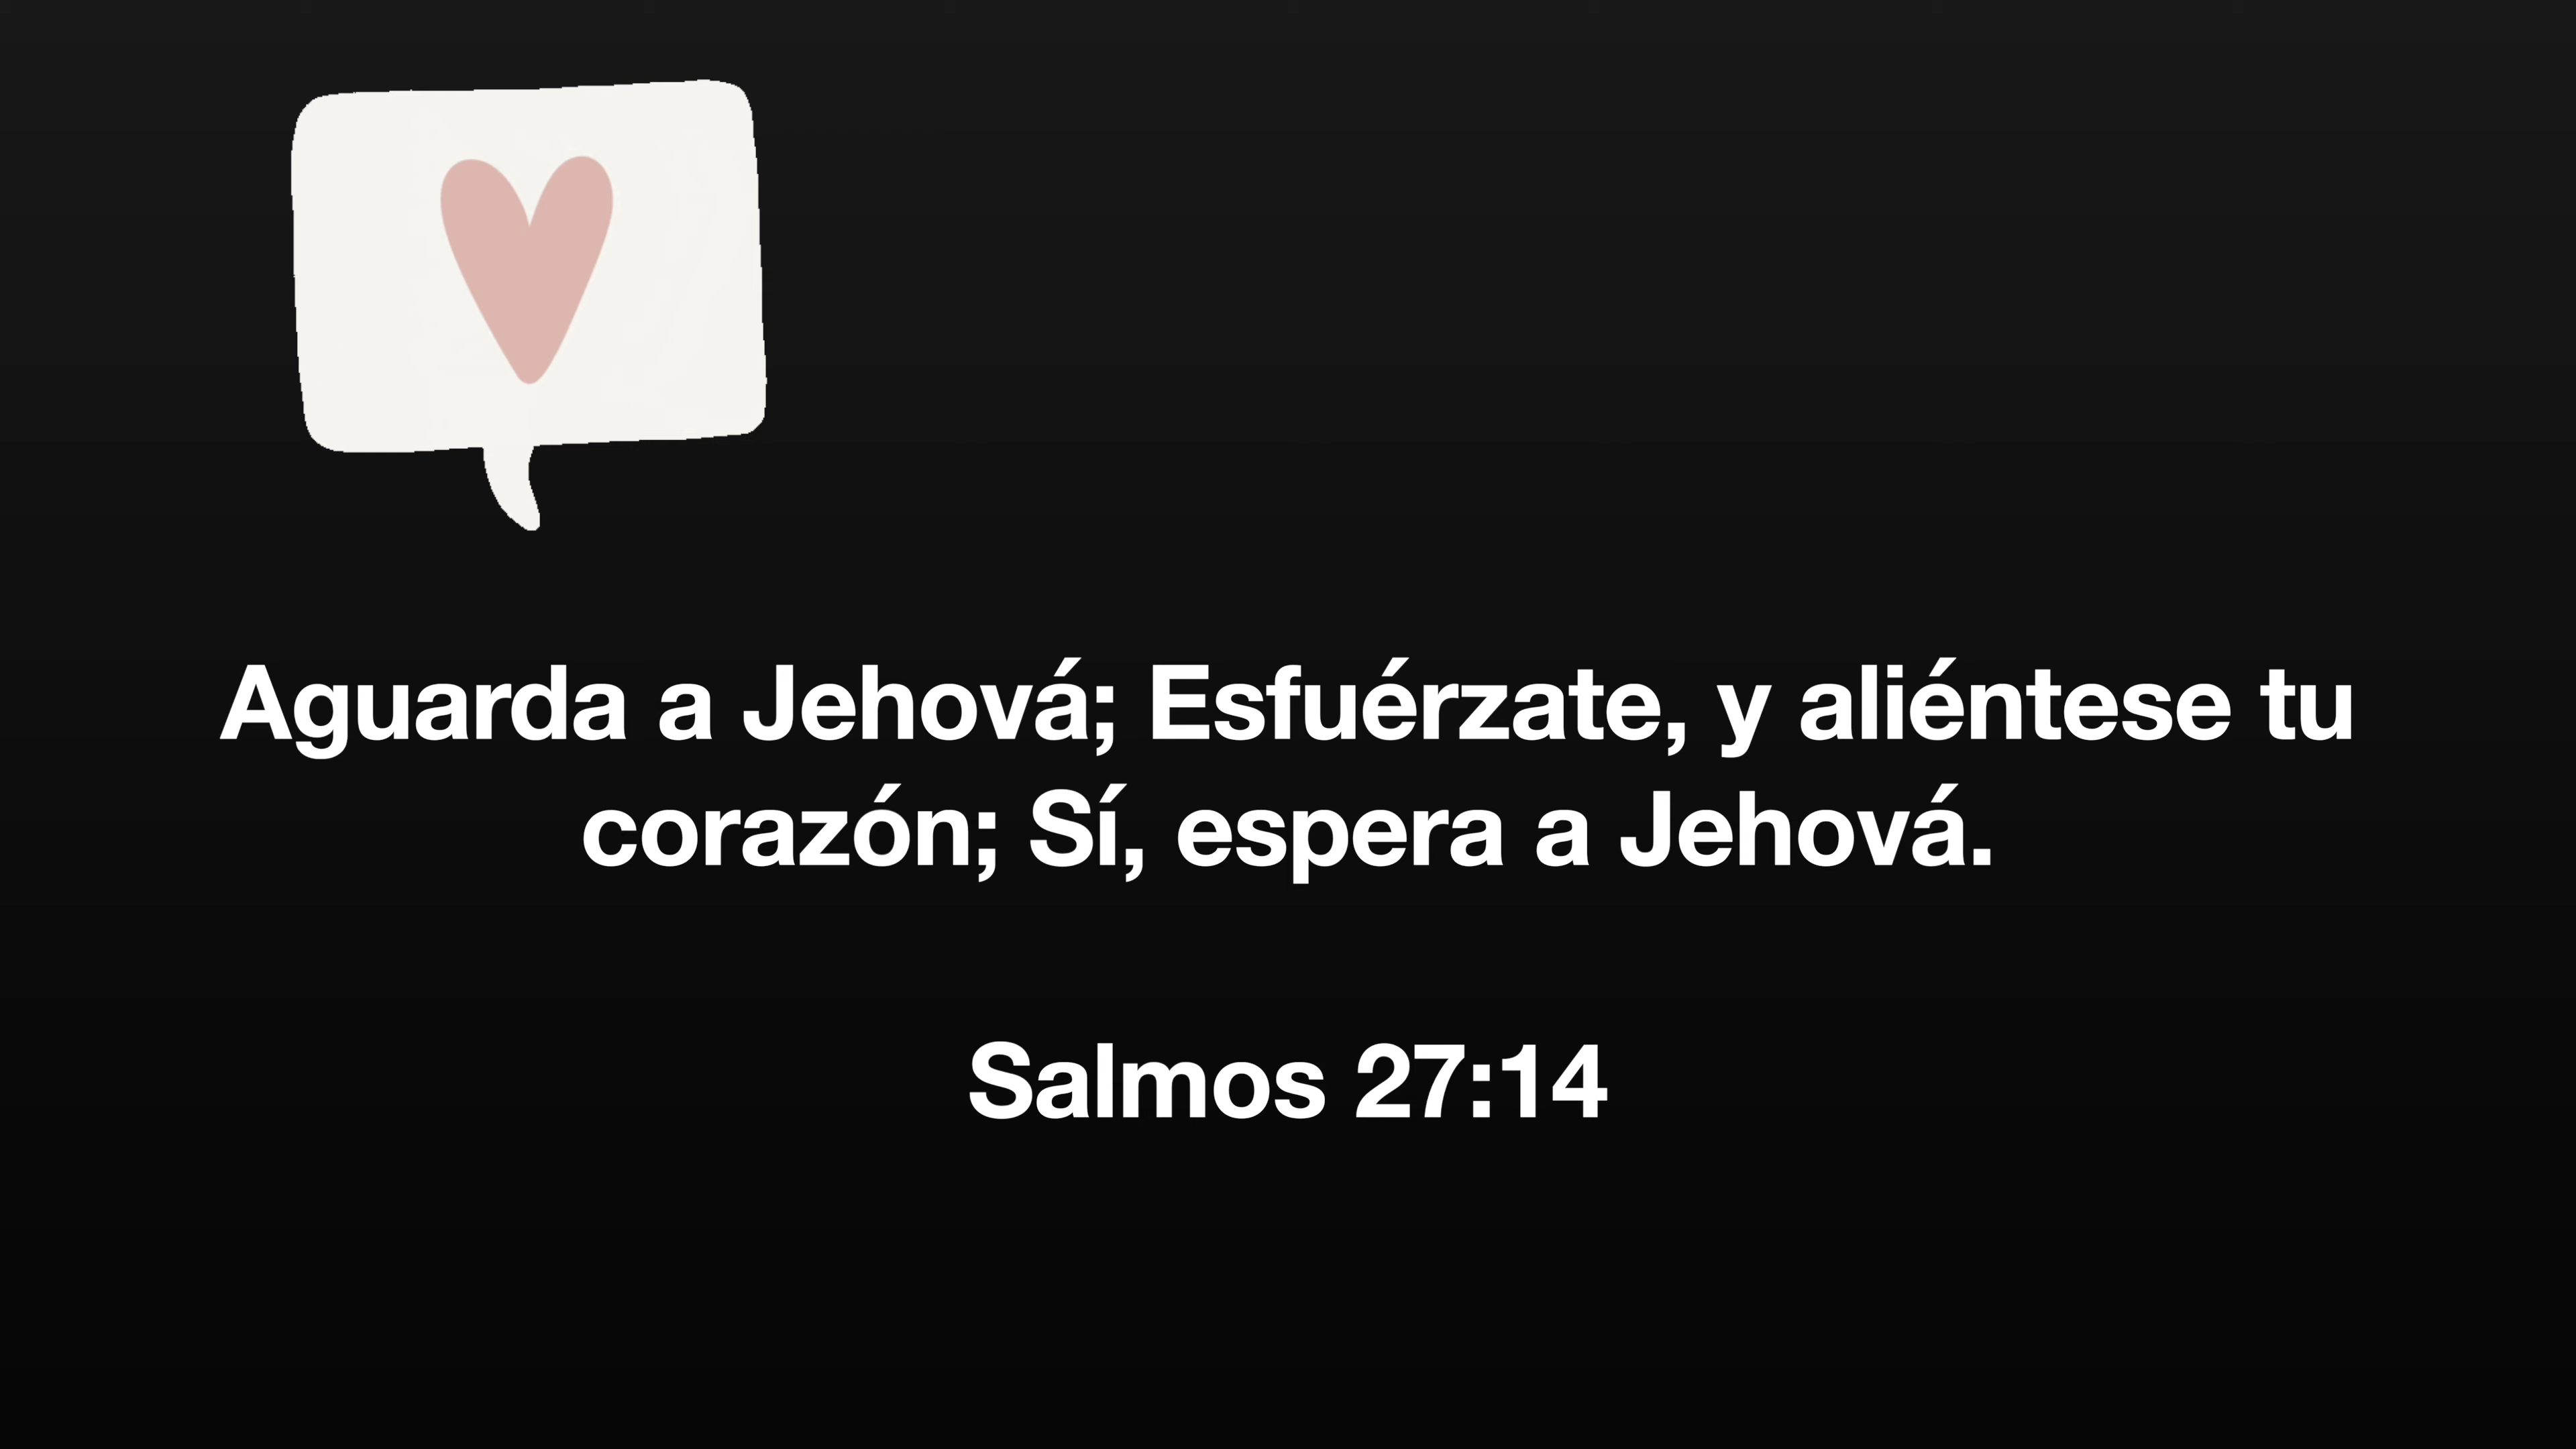 Aguarda a Jehová; Esfuérzate, y aliéntese tu
corazón; Sí, espera a Jehová.
Salmos 27:14